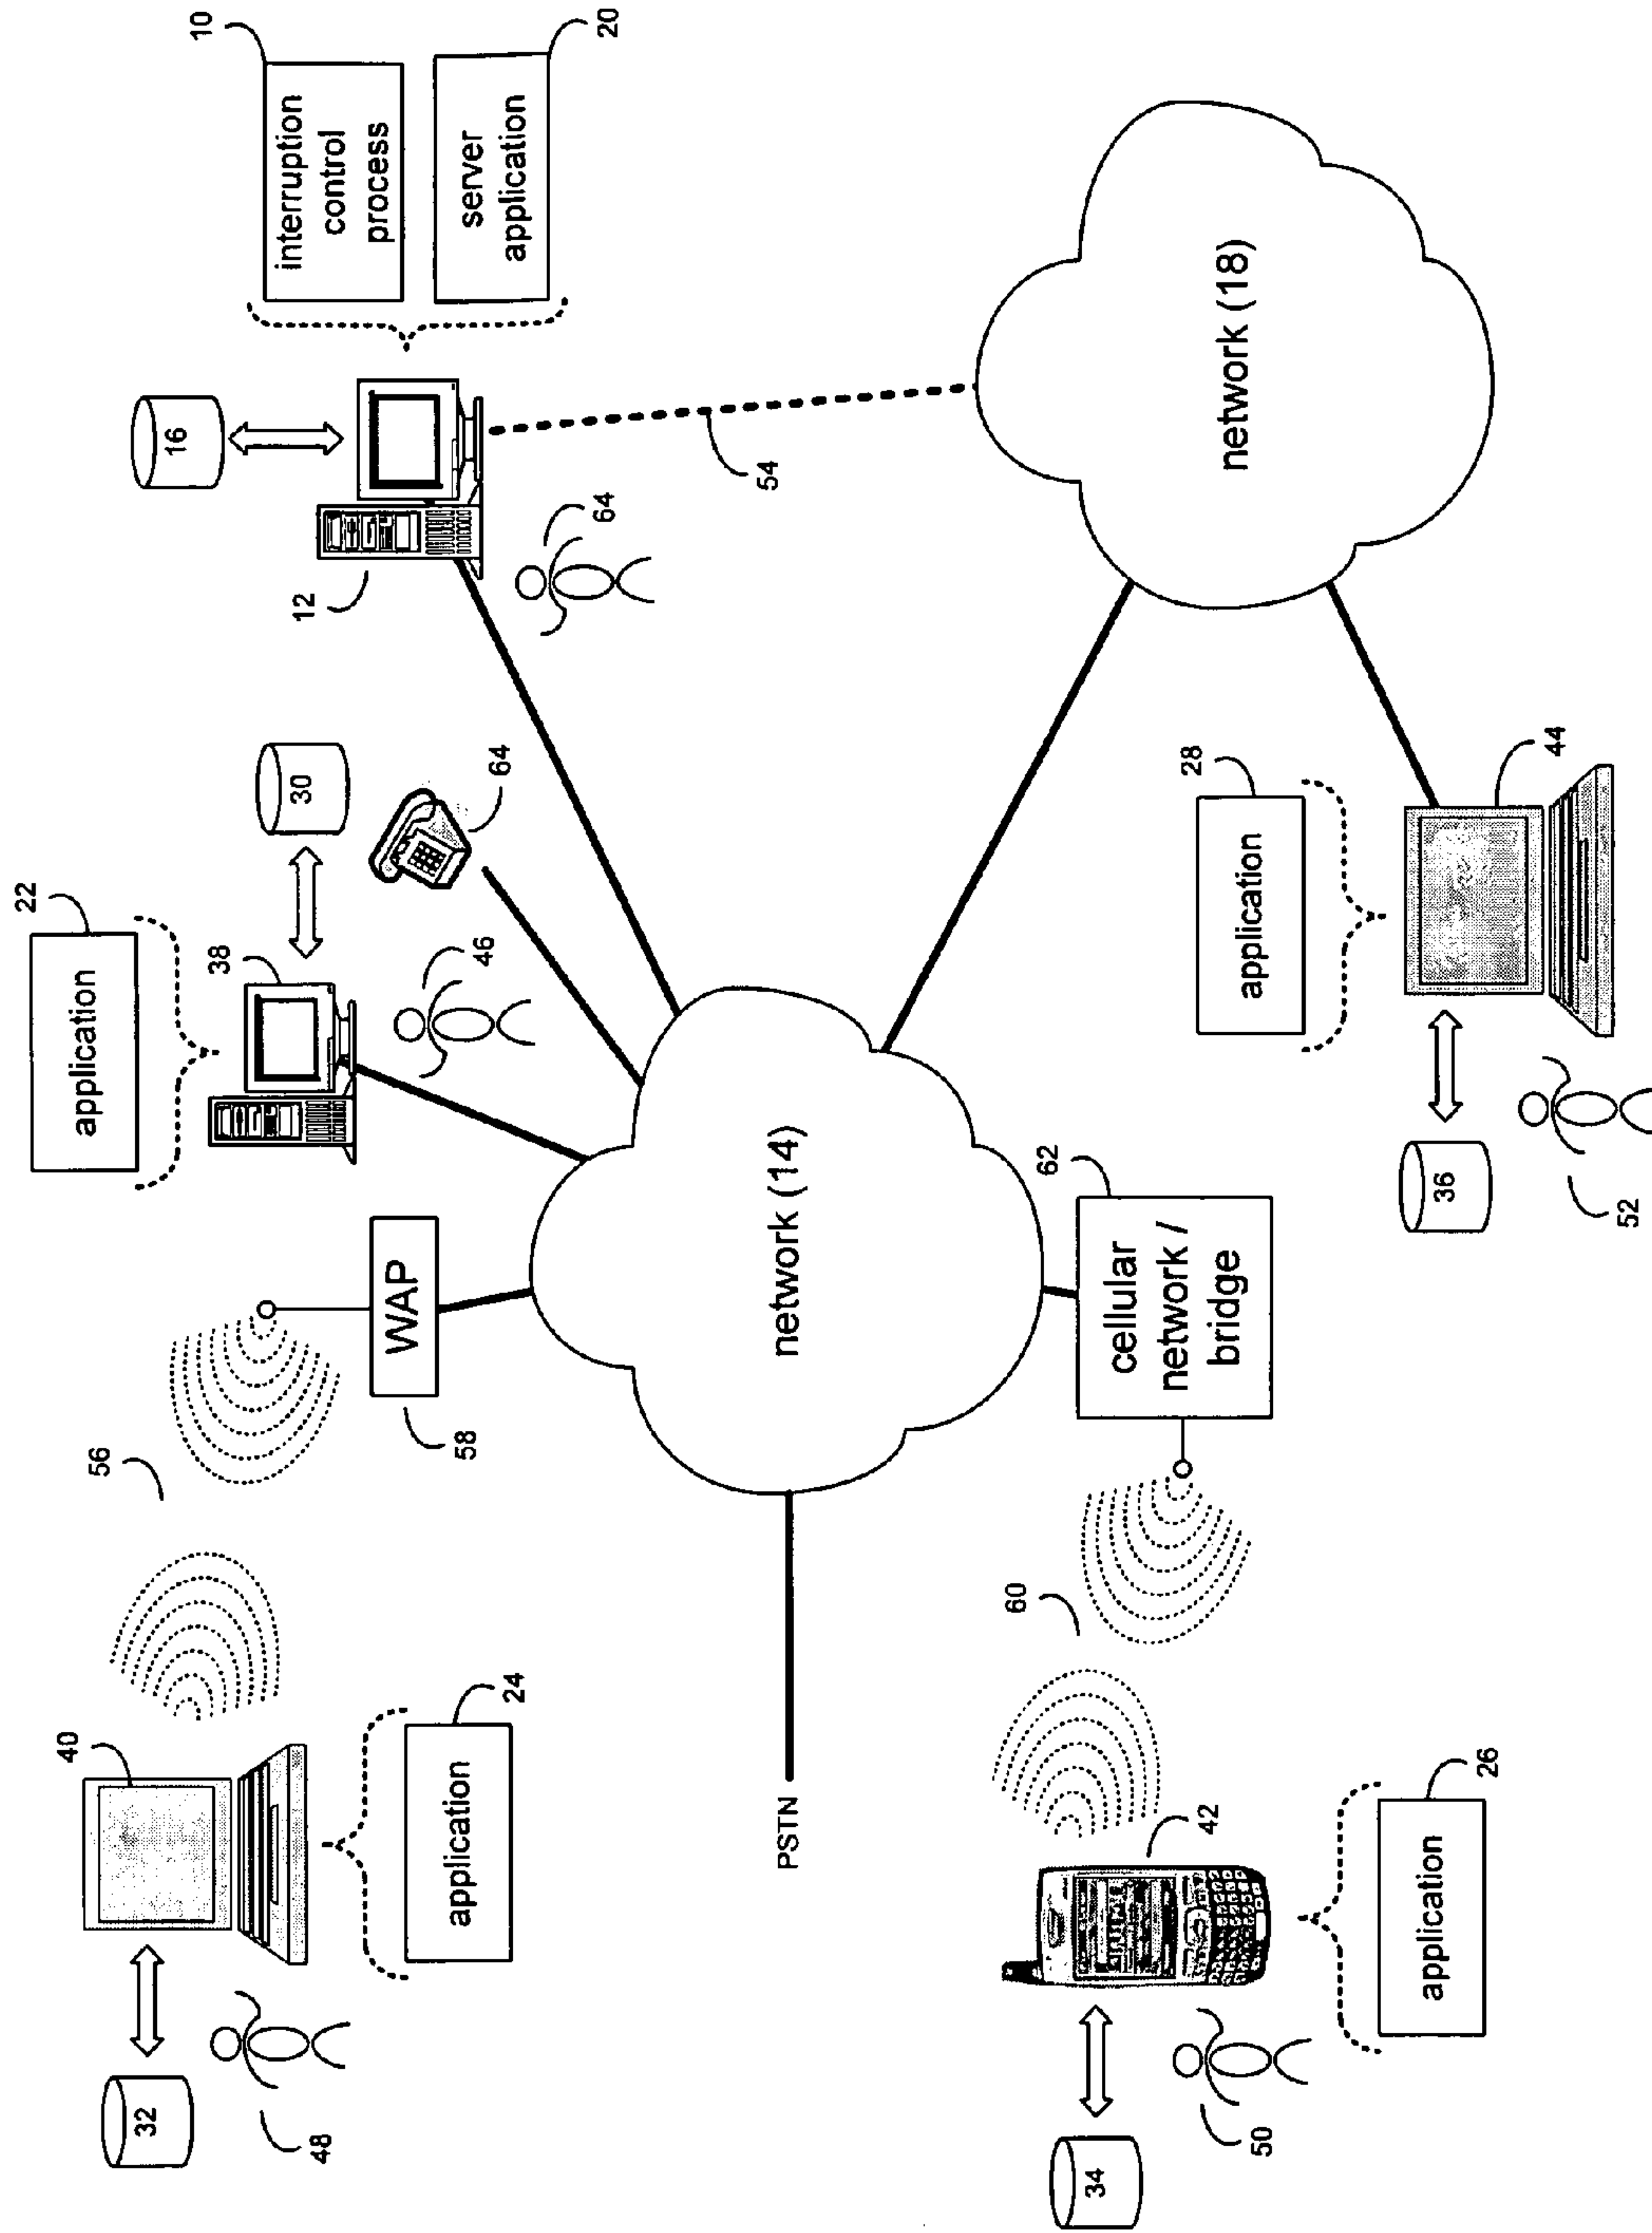 22
application
40
56
32
16
10
38
48
30
12
interruption
control
process
WAP
application
24
58
46
64
server
application
64
20
54
PSTN
network (14)
60
62
34
cellular
network /
bridge
42
28
network (18)
50
application
application
36
26
44
52